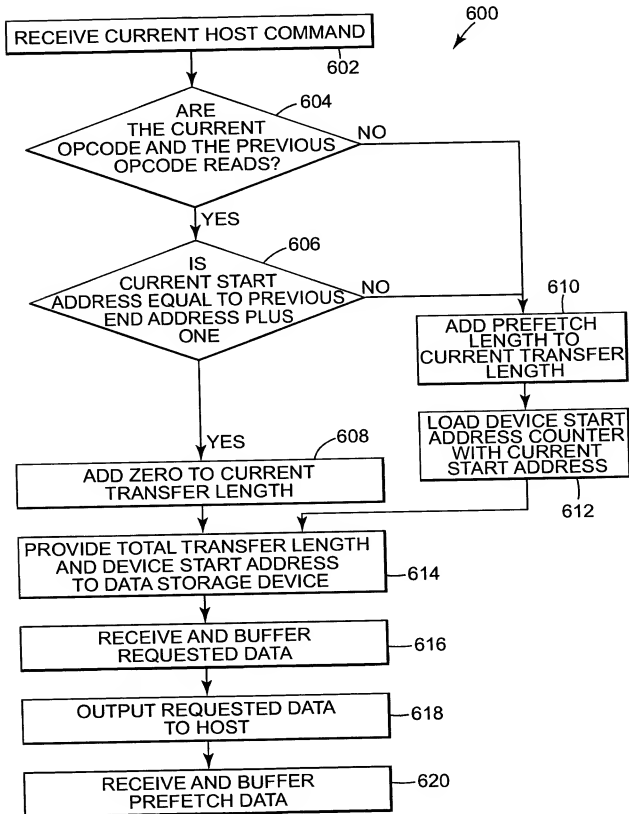 600
RECEIVE CURRENT HOST COMMAND
602
604
ARE
THE CURRENT
OPCODE AND THE PREVIOUS
OPCODE READS?
NO
YES
606
IS
CURRENT START
ADDRESS EQUAL TO PREVIOUS
END ADDRESS PLUS
ONE
NO
610
ADD PREFETCH
LENGTH TO
CURRENT TRANSFER
LENGTH
LOAD DEVICE START
ADDRESS COUNTER
WITH CURRENT
START ADDRESS
612
YES
608
ADD ZERO TO CURRENT
TRANSFER LENGTH
PROVIDE TOTAL TRANSFER LENGTH
AND DEVICE START ADDRESS
TO DATA STORAGE DEVICE
614
RECEIVE AND BUFFER
REQUESTED DATA
616
OUTPUT REQUESTED DATA
TO HOST
618
RECEIVE AND BUFFER
PREFETCH DATA
620